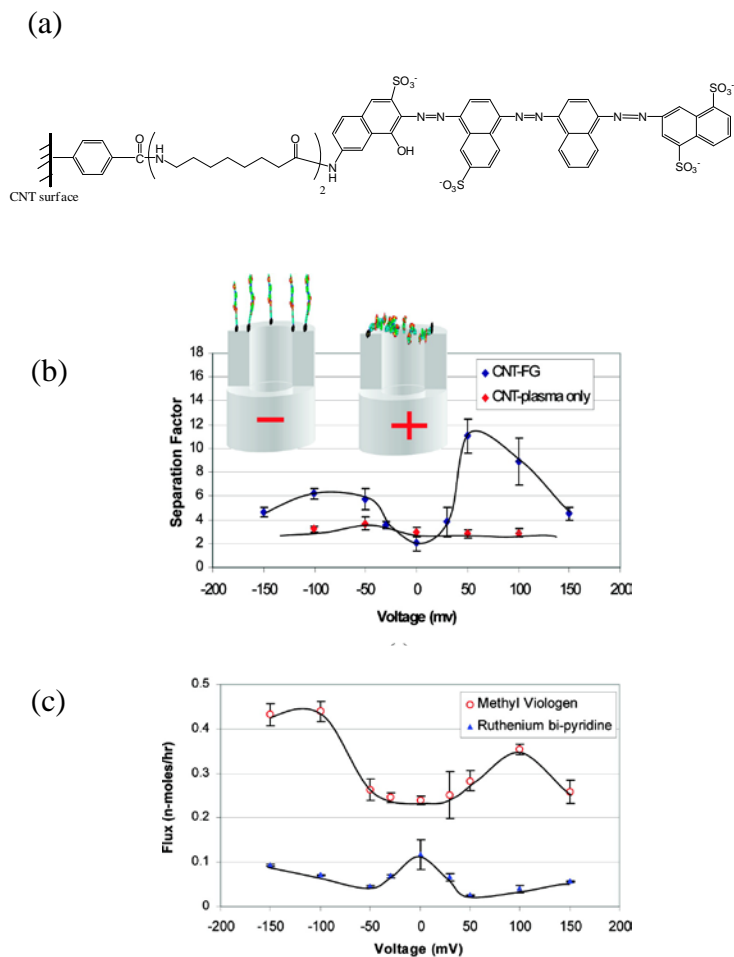 (a)
SO3-
SO3-
O
O
N=N
N=N
N=N
HN
OH
N
H
2
-O3S
SO3-
CNT surface
(b)
18
16
14
12
10
8
6
4
2
0
Separation Factor
CNT-FG
CNT-plasma only
-200 -150 -100 -50 0 50 100 150 200
Voltage (mv)
(c)
0.5
0.4
0.3
0.2
0.1
0
Flux (n-moles/hr)
Methyl Viologen
Ruthenium bi-pyridine
-200 -150 -100 -50 0 50 100 150 200
Voltage (mV)